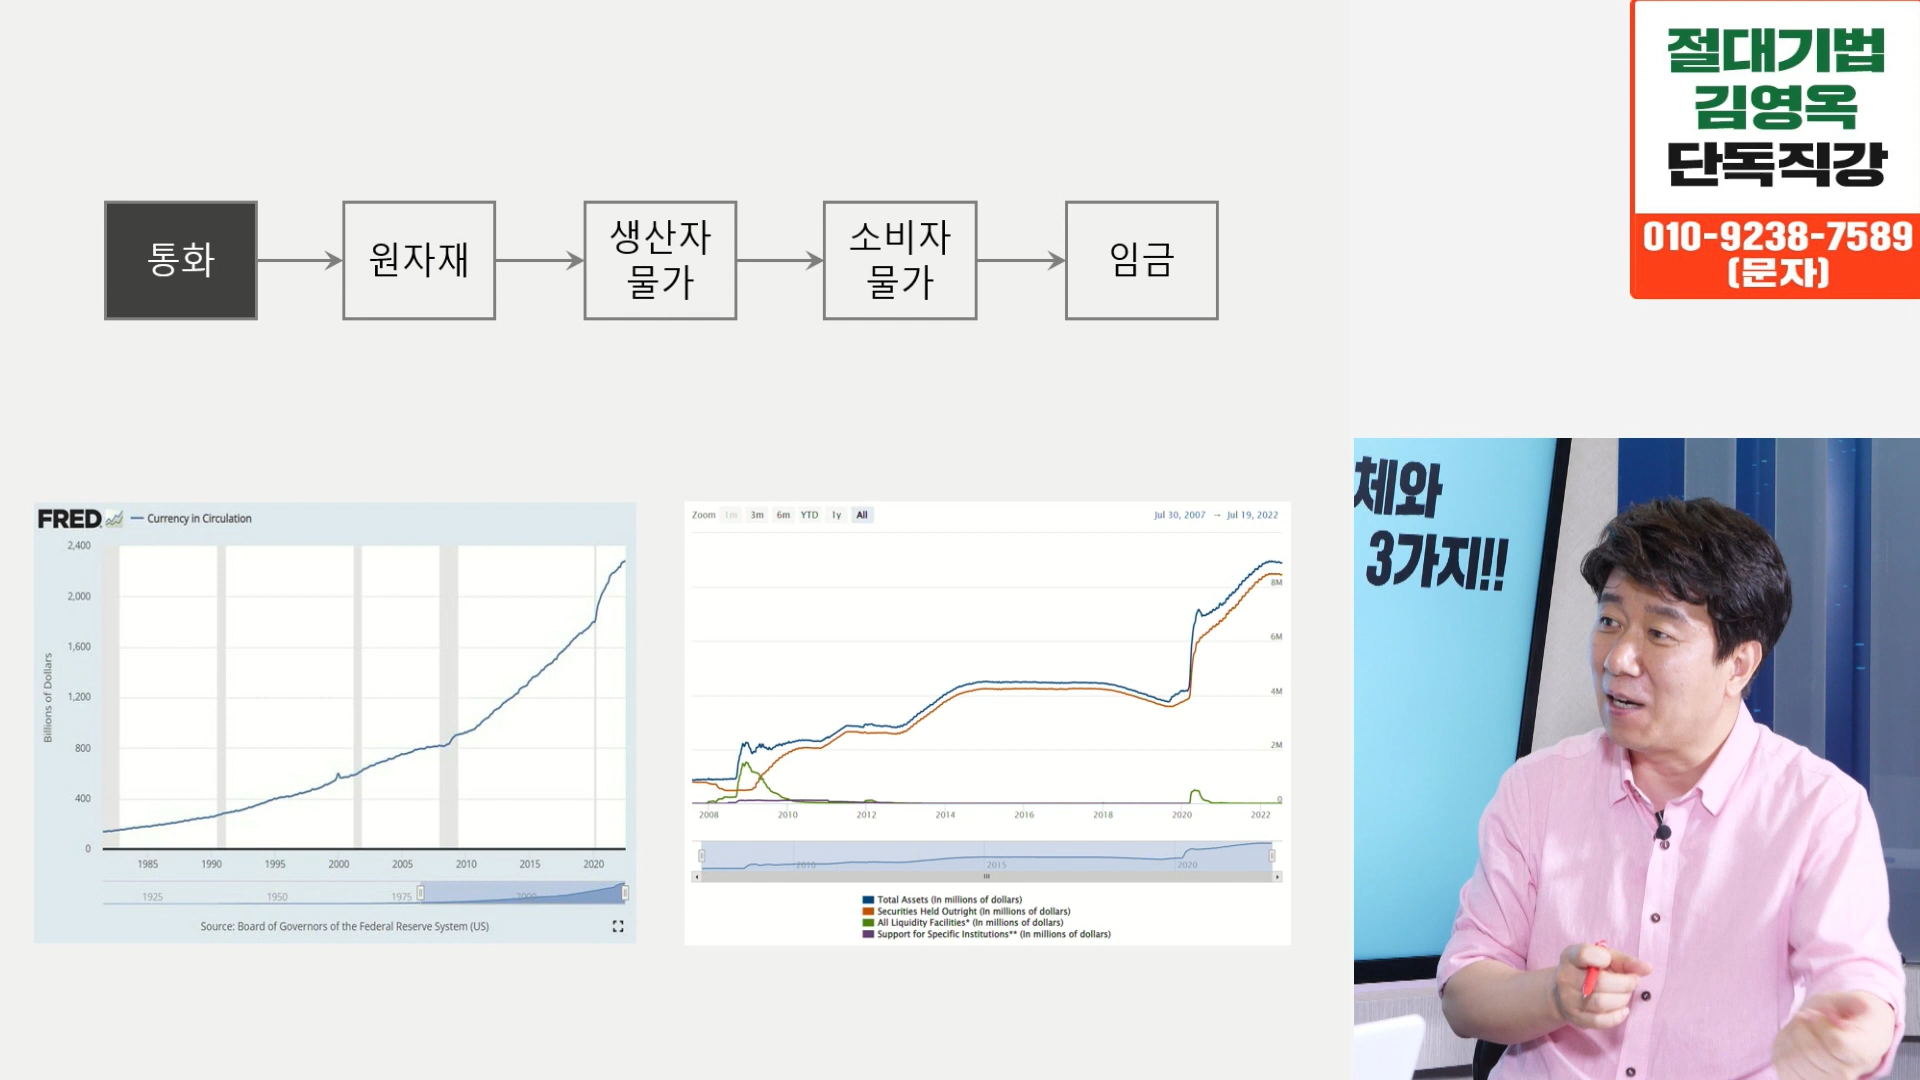 절대기법
김영옥
단독직강
010-9238-7589
(문자)
통화
원자재
생산자
물가
소비자
물가
임금
FRED
Currency in Circulation
2,400
2,000
1,600
1,200
800
400
0
Billions of Dollars
1985 1990 1995 2000 2005 2010 2015 2020
1925 1950 1975 2000
Source: Board of Governors of the Federal Reserve System (US)
Zoom 1m 3m 6m YTD 1y All
Jul 30, 2007 → Jul 19, 2022
8M
6M
4M
2M
0
2008 2010 2012 2014 2016 2018 2020 2022
2010 2015 2020
Total Assets (In millions of dollars)
Securities Held Outright (In millions of dollars)
All Liquidity Facilities* (In millions of dollars)
Support for Specific Institutions** (In millions of dollars)
체와
3가지!!